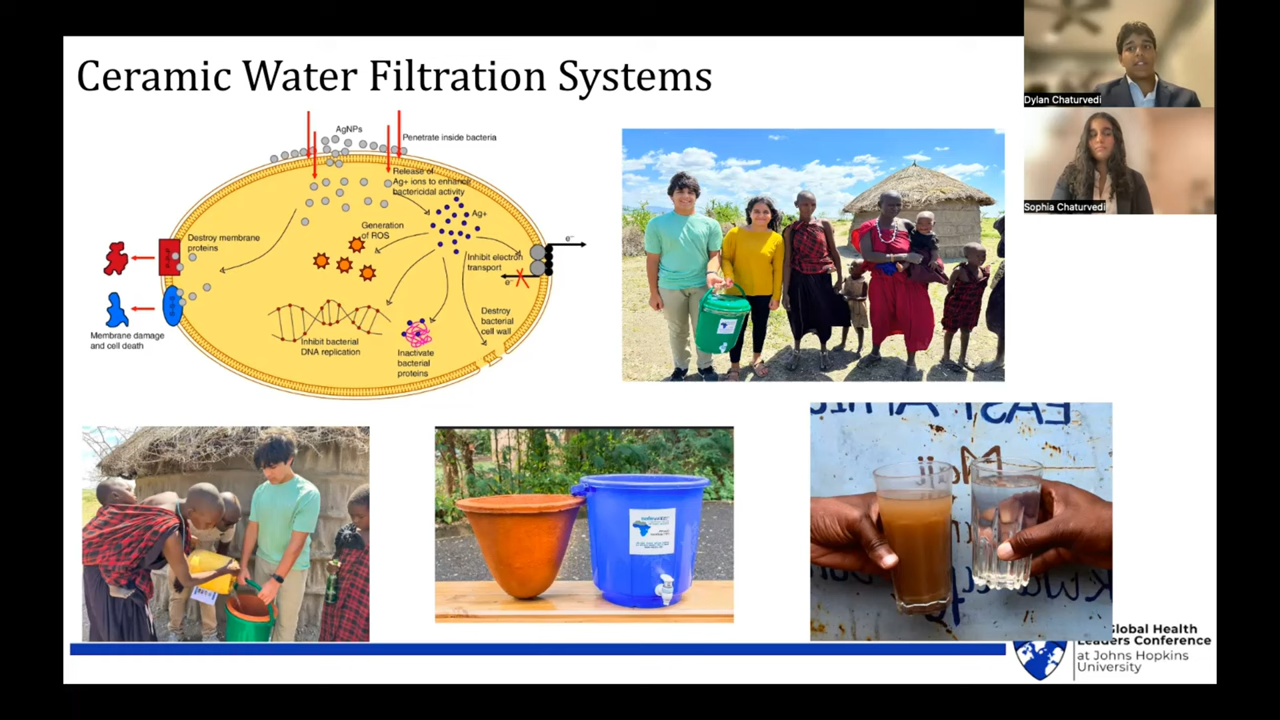 Ceramic Water Filtration Systems
AgNPs
Penetrate inside bacteria
Release of
Ag+ ions to enhance
bactericidal activity
Ag+
Generation
of ROS
Destroy membrane
proteins
Inhibit electron
transport
e⁻
e⁻
Membrane damage
and cell death
Inhibit bacterial
DNA replication
Inactivate
bacterial
proteins
Destroy
bacterial
cell wall
Dylan Chaturvedi
Sophia Chaturvedi
EAST
Global Health
Leaders Conference
at Johns Hopkins
University